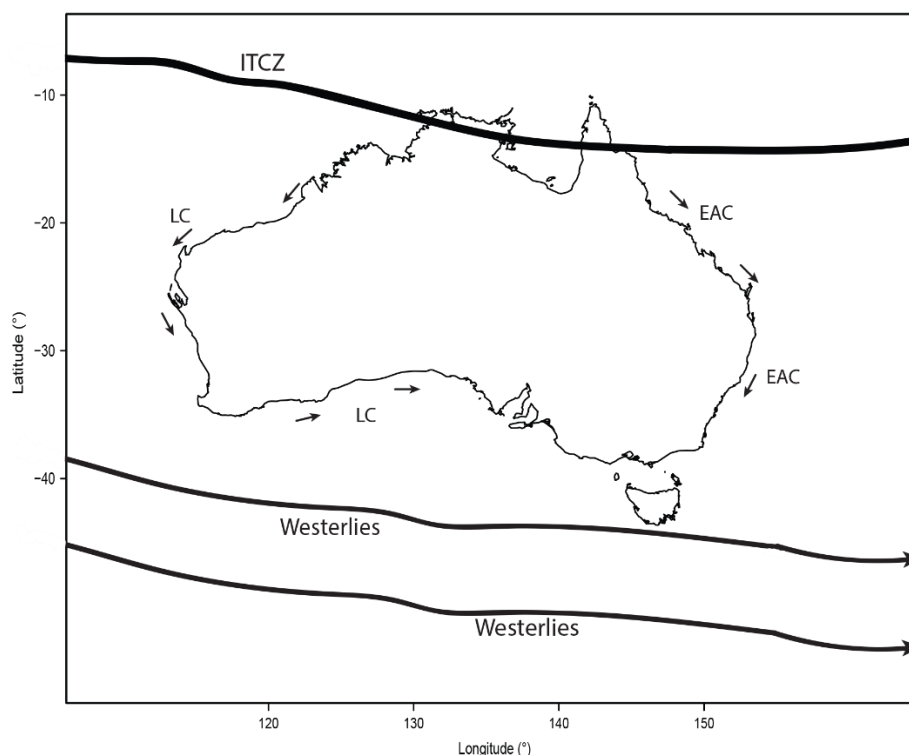 ITCZ
−10
LC
EAC
−20
Latitude (°)
−30
EAC
LC
−40
Westerlies
Westerlies
120
130
140
150
Longitude (°)